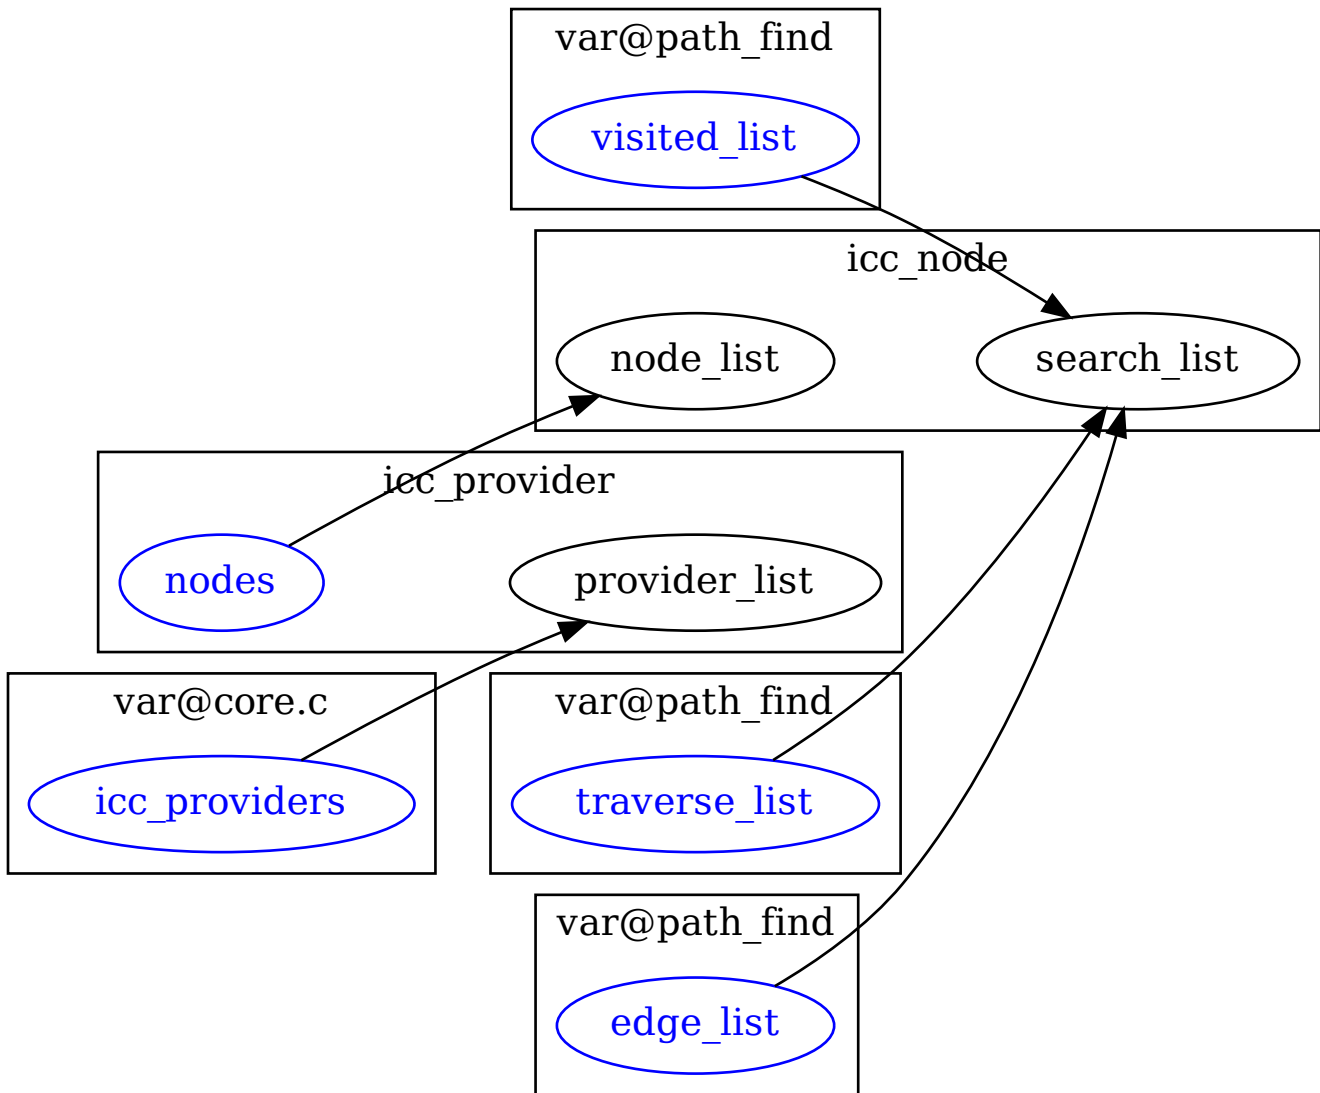 var@path_find
visited_list
icc_node
node_list
search_list
icc_provider
nodes
provider_list
var@core.c
icc_providers
var@path_find
traverse_list
var@path_find
edge_list